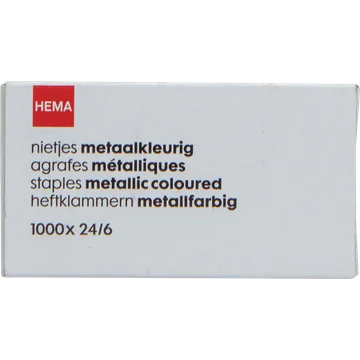 HEMA
nietjes metaalkleurig
agrafes métalliques
staples metallic coloured
heftklammern metallfarbig
1000x 24/6